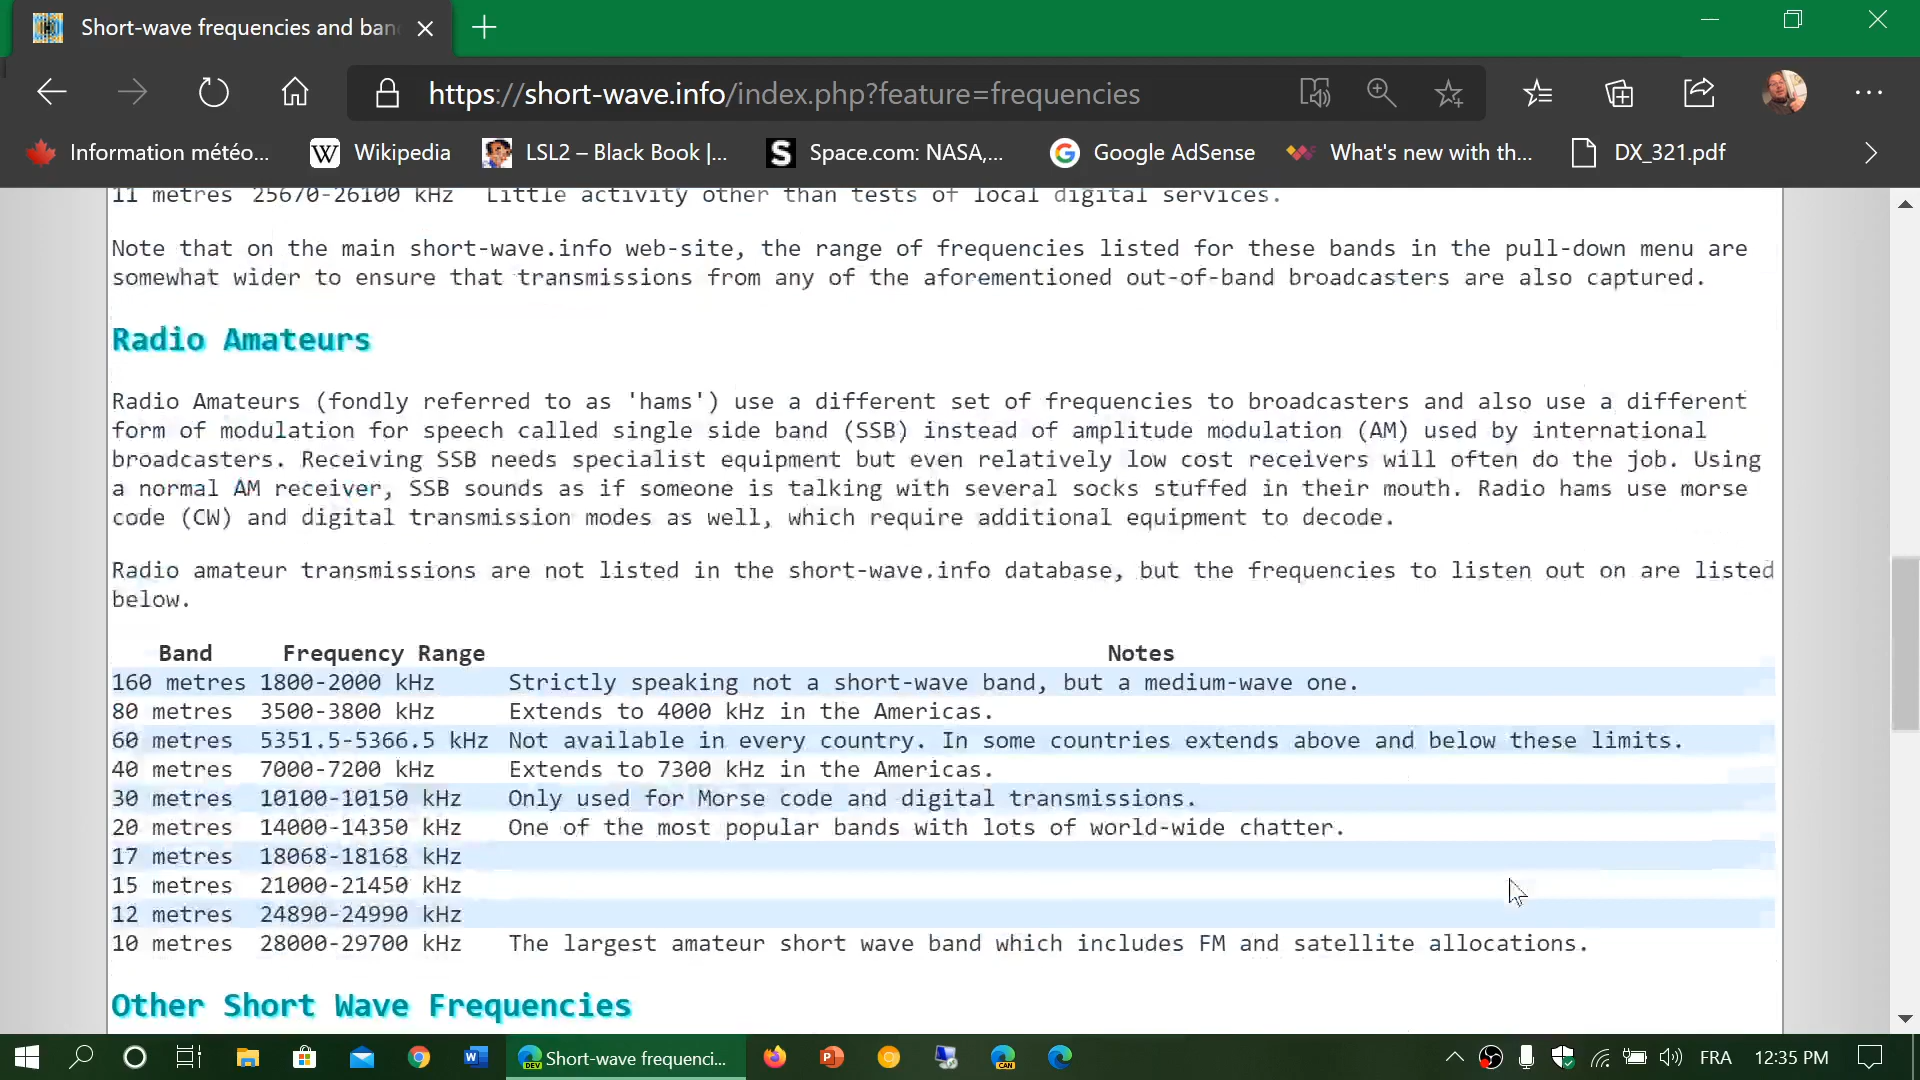 Short-wave frequencies and ban
https://short-wave.info/index.php?feature=frequencies
Information météo...
Wikipedia
LSL2 – Black Book |...
Space.com: NASA,...
Google AdSense
What's new with th...
DX_321.pdf
11 metres 25670-26100 kHz Little activity other than tests of local digital services.
Note that on the main short-wave.info web-site, the range of frequencies listed for these bands in the pull-down menu are
somewhat wider to ensure that transmissions from any of the aforementioned out-of-band broadcasters are also captured.
Radio Amateurs
Radio Amateurs (fondly referred to as 'hams') use a different set of frequencies to broadcasters and also use a different
form of modulation for speech called single side band (SSB) instead of amplitude modulation (AM) used by international
broadcasters. Receiving SSB needs specialist equipment but even relatively low cost receivers will often do the job. Using
a normal AM receiver, SSB sounds as if someone is talking with several socks stuffed in their mouth. Radio hams use morse
code (CW) and digital transmission modes as well, which require additional equipment to decode.
Radio amateur transmissions are not listed in the short-wave.info database, but the frequencies to listen out on are listed
below.
Band Frequency Range Notes
160 metres 1800-2000 kHz Strictly speaking not a short-wave band, but a medium-wave one.
80 metres 3500-3800 kHz Extends to 4000 kHz in the Americas.
60 metres 5351.5-5366.5 kHz Not available in every country. In some countries extends above and below these limits.
40 metres 7000-7200 kHz Extends to 7300 kHz in the Americas.
30 metres 10100-10150 kHz Only used for Morse code and digital transmissions.
20 metres 14000-14350 kHz One of the most popular bands with lots of world-wide chatter.
17 metres 18068-18168 kHz
15 metres 21000-21450 kHz
12 metres 24890-24990 kHz
10 metres 28000-29700 kHz The largest amateur short wave band which includes FM and satellite allocations.
Other Short Wave Frequencies
Short-wave frequenci...
FRA
12:35 PM